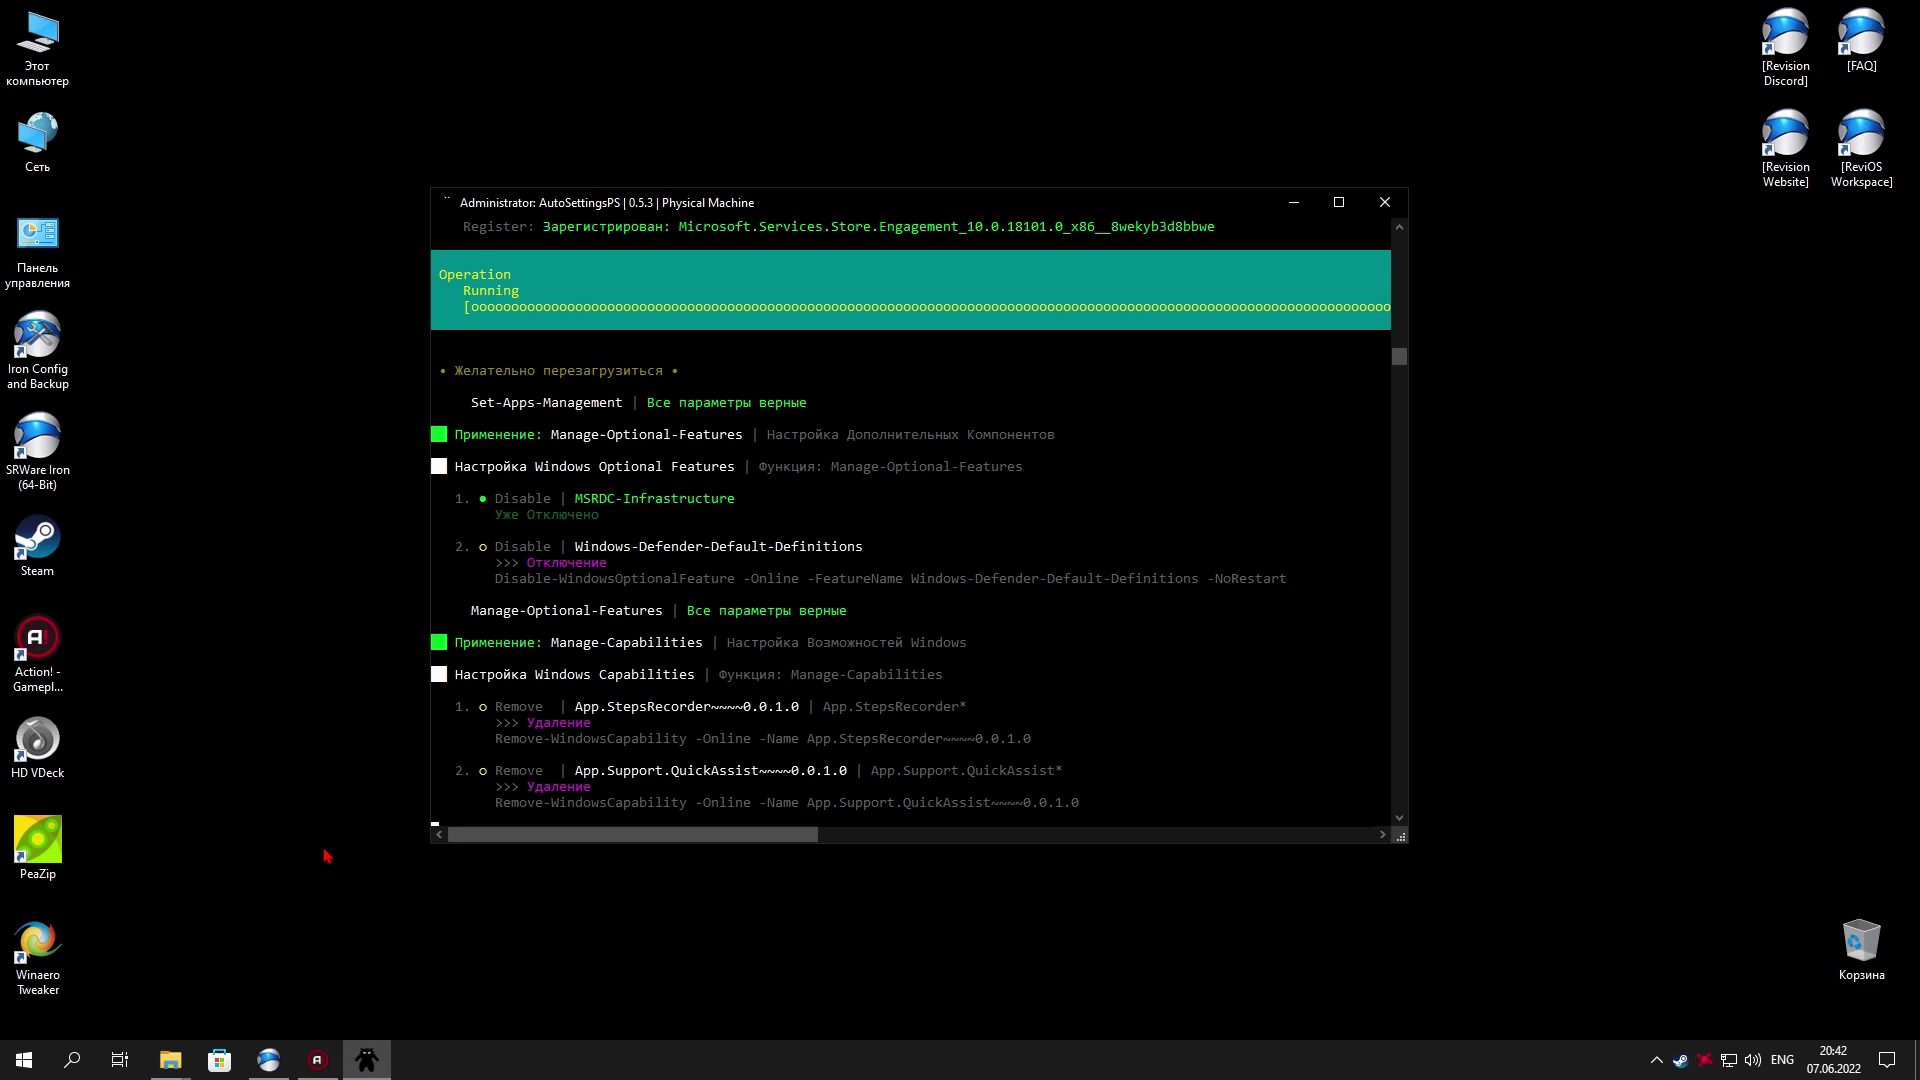 Этот
компьютер
Сеть
Панель
управления
Iron Config
and Backup
SRWare Iron
(64-Bit)
Steam
Action! -
Gamepl...
HD VDeck
PeaZip
Winaero
Tweaker
[Revision
Discord]
[FAQ]
[Revision
Website]
[ReviOS
Workspace]
Корзина
Administrator: AutoSettingsPS | 0.5.3 | Physical Machine
Register: Зарегистрирован: Microsoft.Services.Store.Engagement_10.0.18101.0_x86__8wekyb3d8bbwe
Operation
Running
[ooooooooooooooooooooooooooooooooooooooooooooooooooooooooooooooooooooooooooooooooooooooooooooooooooooooooooooooooooo
• Желательно перезагрузиться •
Set-Apps-Management | Все параметры верные
Применение: Manage-Optional-Features | Настройка Дополнительных Компонентов
Настройка Windows Optional Features | Функция: Manage-Optional-Features
1. ● Disable | MSRDC-Infrastructure
Уже Отключено
2. o Disable | Windows-Defender-Default-Definitions
>>> Отключение
Disable-WindowsOptionalFeature -Online -FeatureName Windows-Defender-Default-Definitions -NoRestart
Manage-Optional-Features | Все параметры верные
Применение: Manage-Capabilities | Настройка Возможностей Windows
Настройка Windows Capabilities | Функция: Manage-Capabilities
1. o Remove | App.StepsRecorder~~~~0.0.1.0 | App.StepsRecorder*
>>> Удаление
Remove-WindowsCapability -Online -Name App.StepsRecorder~~~~0.0.1.0
2. o Remove | App.Support.QuickAssist~~~~0.0.1.0 | App.Support.QuickAssist*
>>> Удаление
Remove-WindowsCapability -Online -Name App.Support.QuickAssist~~~~0.0.1.0
ENG
20:42
07.06.2022